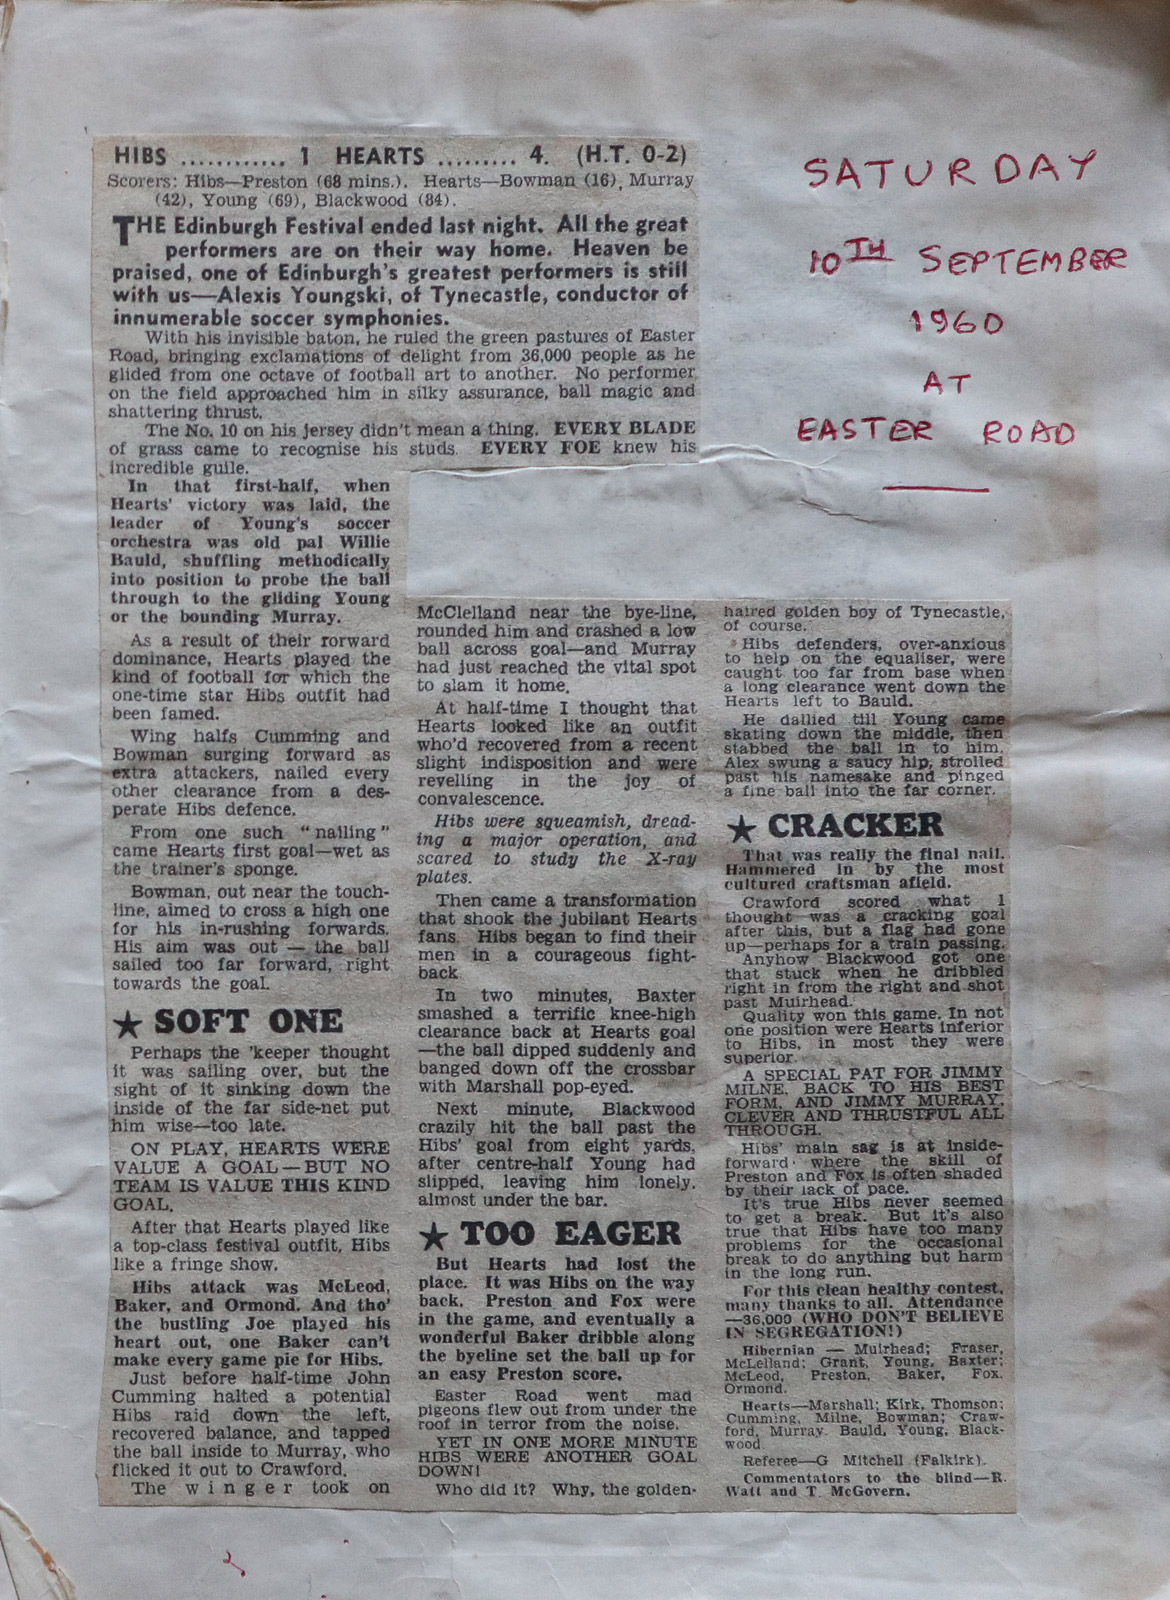 HIBS ............ 1 HEARTS ......... 4. (H.T. 0-2)
Scorers: Hibs—Preston (68 mins.). Hearts—Bowman (16), Murray
(42), Young (69), Blackwood (84).
THE Edinburgh Festival ended last night. All the great
performers are on their way home. Heaven be
praised, one of Edinburgh's greatest performers is still
with us—Alexis Youngski, of Tynecastle, conductor of
innumerable soccer symphonies.
With his invisible baton, he ruled the green pastures of Easter
Road, bringing exclamations of delight from 36,000 people as he
glided from one octave of football art to another. No performer
on the field approached him in silky assurance, ball magic and
shattering thrust.
The No. 10 on his jersey didn't mean a thing. EVERY BLADE
of grass came to recognise his studs. EVERY FOE knew his
incredible guile.
In that first-half, when
Hearts' victory was laid, the
leader of Young's soccer
orchestra was old pal Willie
Bauld, shuffling methodically
into position to probe the ball
through to the gliding Young
or the bounding Murray.
As a result of their forward
dominance, Hearts played the
kind of football for which the
one-time star Hibs outfit had
been famed.
Wing halfs Cumming and
Bowman surging forward as
extra attackers, nailed every
other clearance from a des-
perate Hibs defence.
From one such "nailing"
came Hearts first goal—wet as
the trainer's sponge.
Bowman, out near the touch-
line, aimed to cross a high one
for his in-rushing forwards.
His aim was out — the ball
sailed too far forward, right
towards the goal.
★ SOFT ONE
Perhaps the 'keeper thought
it was sailing over, but the
sight of it sinking down the
inside of the far side-net put
him wise—too late.
ON PLAY, HEARTS WERE
VALUE A GOAL—BUT NO
TEAM IS VALUE THIS KIND
GOAL.
After that Hearts played like
a top-class festival outfit, Hibs
like a fringe show.
Hibs attack was McLeod,
Baker, and Ormond. And tho'
the bustling Joe played his
heart out, one Baker can't
make every game pie for Hibs.
Just before half-time John
Cumming halted a potential
Hibs raid down the left,
recovered balance, and tapped
the ball inside to Murray, who
flicked it out to Crawford.
The winger took on
McClelland near the bye-line,
rounded him and crashed a low
ball across goal—and Murray
had just reached the vital spot
to slam it home.
At half-time I thought that
Hearts looked like an outfit
who'd recovered from a recent
slight indisposition and were
revelling in the joy of
convalescence.
Hibs were squeamish, dread-
ing a major operation, and
scared to study the X-ray
plates.
Then came a transformation
that shook the jubilant Hearts
fans. Hibs began to find their
men in a courageous fight-
back
In two minutes, Baxter
smashed a terrific knee-high
clearance back at Hearts goal
—the ball dipped suddenly and
banged down off the crossbar
with Marshall pop-eyed.
Next minute, Blackwood
crazily hit the ball past the
Hibs' goal from eight yards,
after centre-half Young had
slipped, leaving him lonely,
almost under the bar.
★ TOO EAGER
But Hearts had lost the
place. It was Hibs on the way
back. Preston and Fox were
in the game, and eventually a
wonderful Baker dribble along
the byeline set the ball up for
an easy Preston score.
Easter Road went mad
pigeons flew out from under the
roof in terror from the noise.
YET IN ONE MORE MINUTE
HIBS WERE ANOTHER GOAL
DOWN!
Who did it? Why, the golden-
haired golden boy of Tynecastle,
of course.
Hibs defenders, over-anxious
to help on the equaliser, were
caught too far from base when
a long clearance went down the
Hearts left to Bauld.
He dallied till Young came
skating down the middle, then
stabbed the ball in to him.
Alex swung a saucy hip, strolled
past his namesake and pinged
a fine ball into the far corner.
★ CRACKER
That was really the final nail.
Hammered in by the most
cultured craftsman afield.
Crawford scored what I
thought was a cracking goal
after this, but a flag had gone
up—perhaps for a train passing.
Anyhow Blackwood got one
that stuck when he dribbled
right in from the right and shot
past Muirhead.
Quality won this game. In not
one position were Hearts inferior
to Hibs, in most they were
superior.
A SPECIAL PAT FOR JIMMY
MILNE, BACK TO HIS BEST
FORM, AND JIMMY MURRAY,
CLEVER AND THRUSTFUL ALL
THROUGH.
Hibs' main sag is at inside-
forward where the skill of
Preston and Fox is often shaded
by their lack of pace.
It's true Hibs never seemed
to get a break. But it's also
true that Hibs have too many
problems for the occasional
break to do anything but harm
in the long run.
For this clean healthy contest,
many thanks to all. Attendance
—36,000 (WHO DON'T BELIEVE
IN SEGREGATION!)
Hibernian — Muirhead; Fraser,
McLelland; Grant, Young, Baxter;
McLeod, Preston, Baker, Fox.
Ormond.
Hearts—Marshall; Kirk, Thomson;
Cumming, Milne, Bowman; Craw-
ford, Murray. Bauld, Young, Black-
wood
Referee—G Mitchell (Falkirk).
Commentators to the blind—R.
Watt and T. McGovern.
SATURDAY
10TH SEPTEMBER
1960
AT
EASTER ROAD